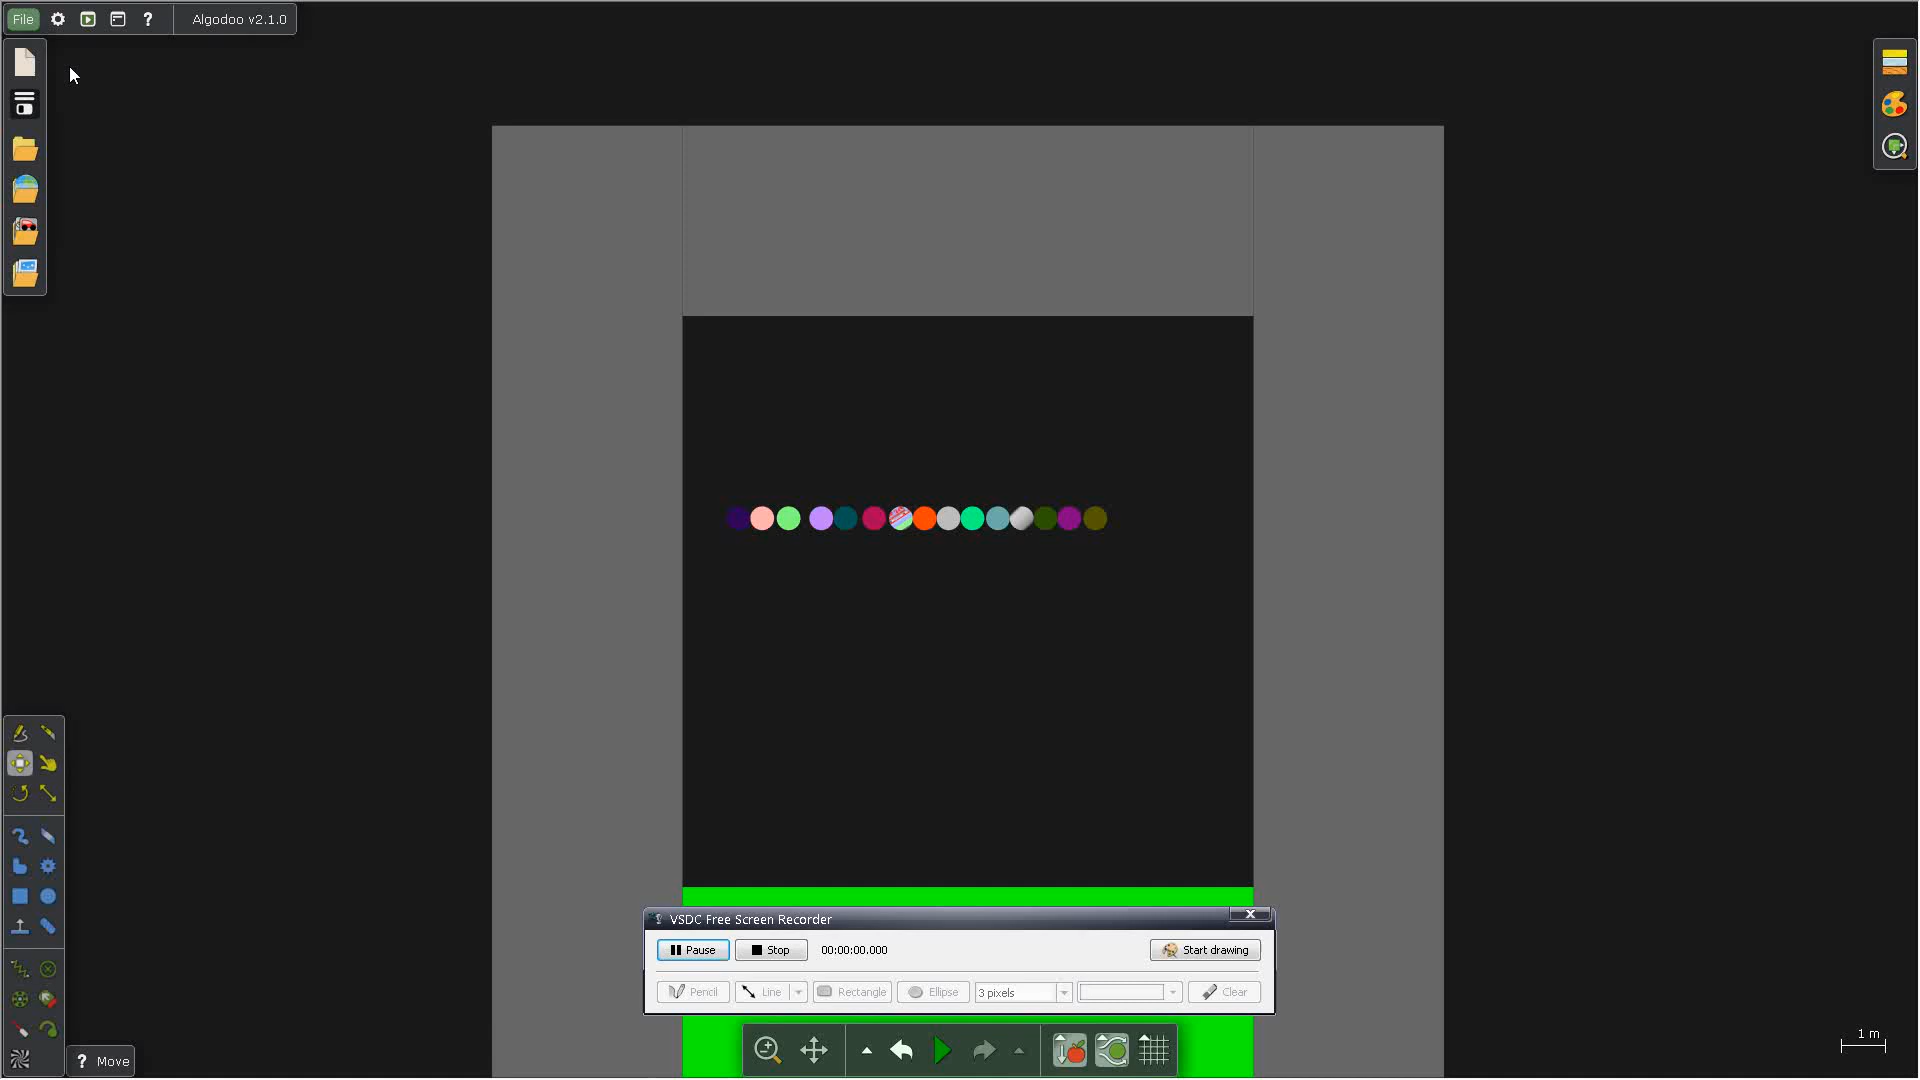 File ? Algodoo v2.1.0
VSDC Free Screen Recorder
Pause Stop 00:00:00.000 Start drawing
Pencil Line Rectangle Ellipse 3 pixels Clear
1 m
? Move